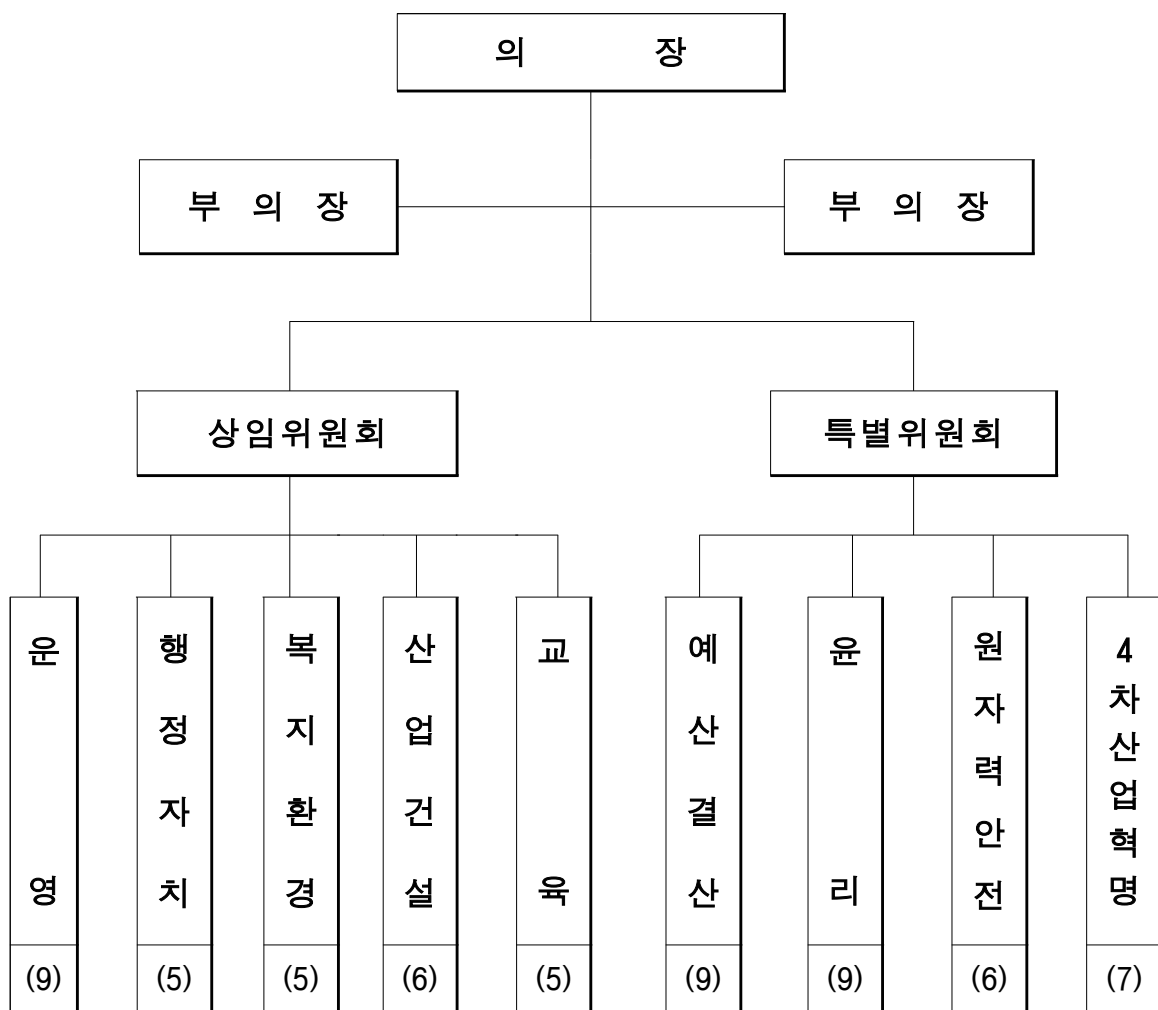 의 장
부 의 장
부 의 장
상임위원회
특별위원회
운영
행정자치
복지환경
산업건설
교육
예산결산
윤리
원자력안전
4차산업혁명
(9)
(5)
(5)
(6)
(5)
(9)
(9)
(6)
(7)